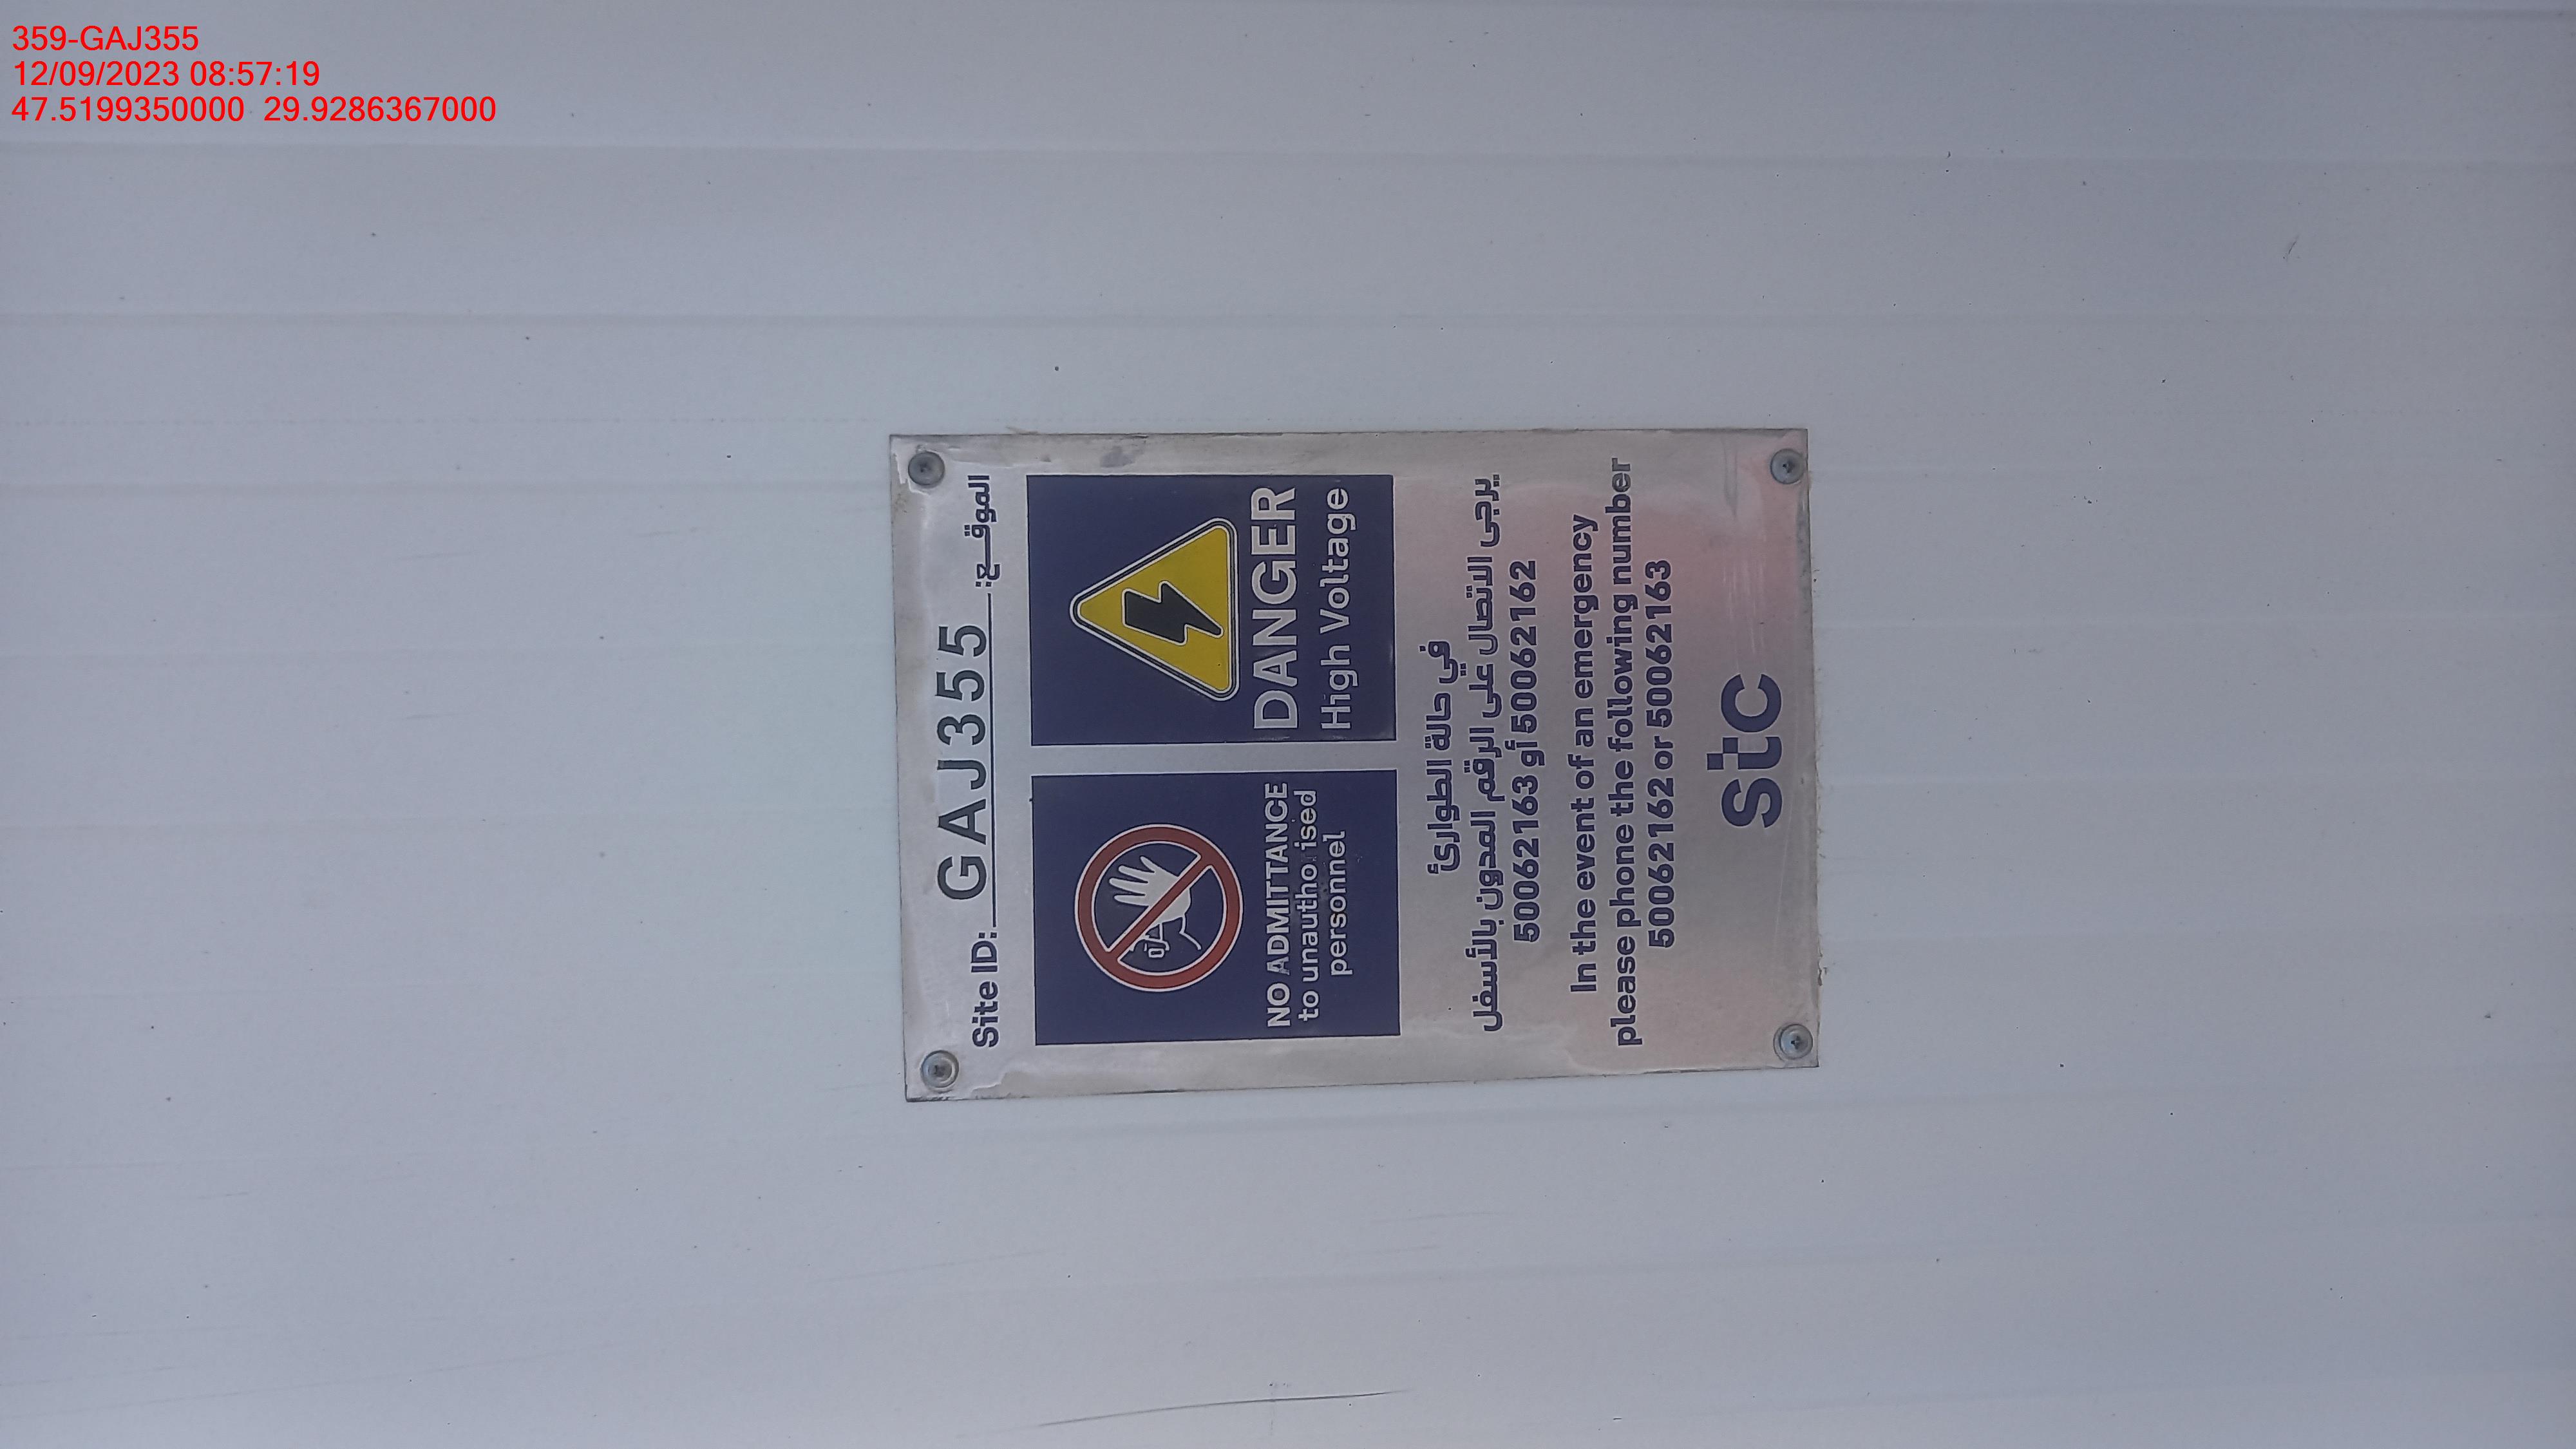 359-GAJ355
12/09/2023 08:57:19
47.5199350000 29.9286367000
Site ID: GAJ355 الموقـــع:
NO ADMITTANCE
to unautho.ised
personnel
DANGER
High Voltage
في حالة الطوارئ
يرجى الاتصال على الرقم المدون بالأسفل
50062163 أو 50062162
In the event of an emergency
please phone the following number
50062162 or 50062163
stc